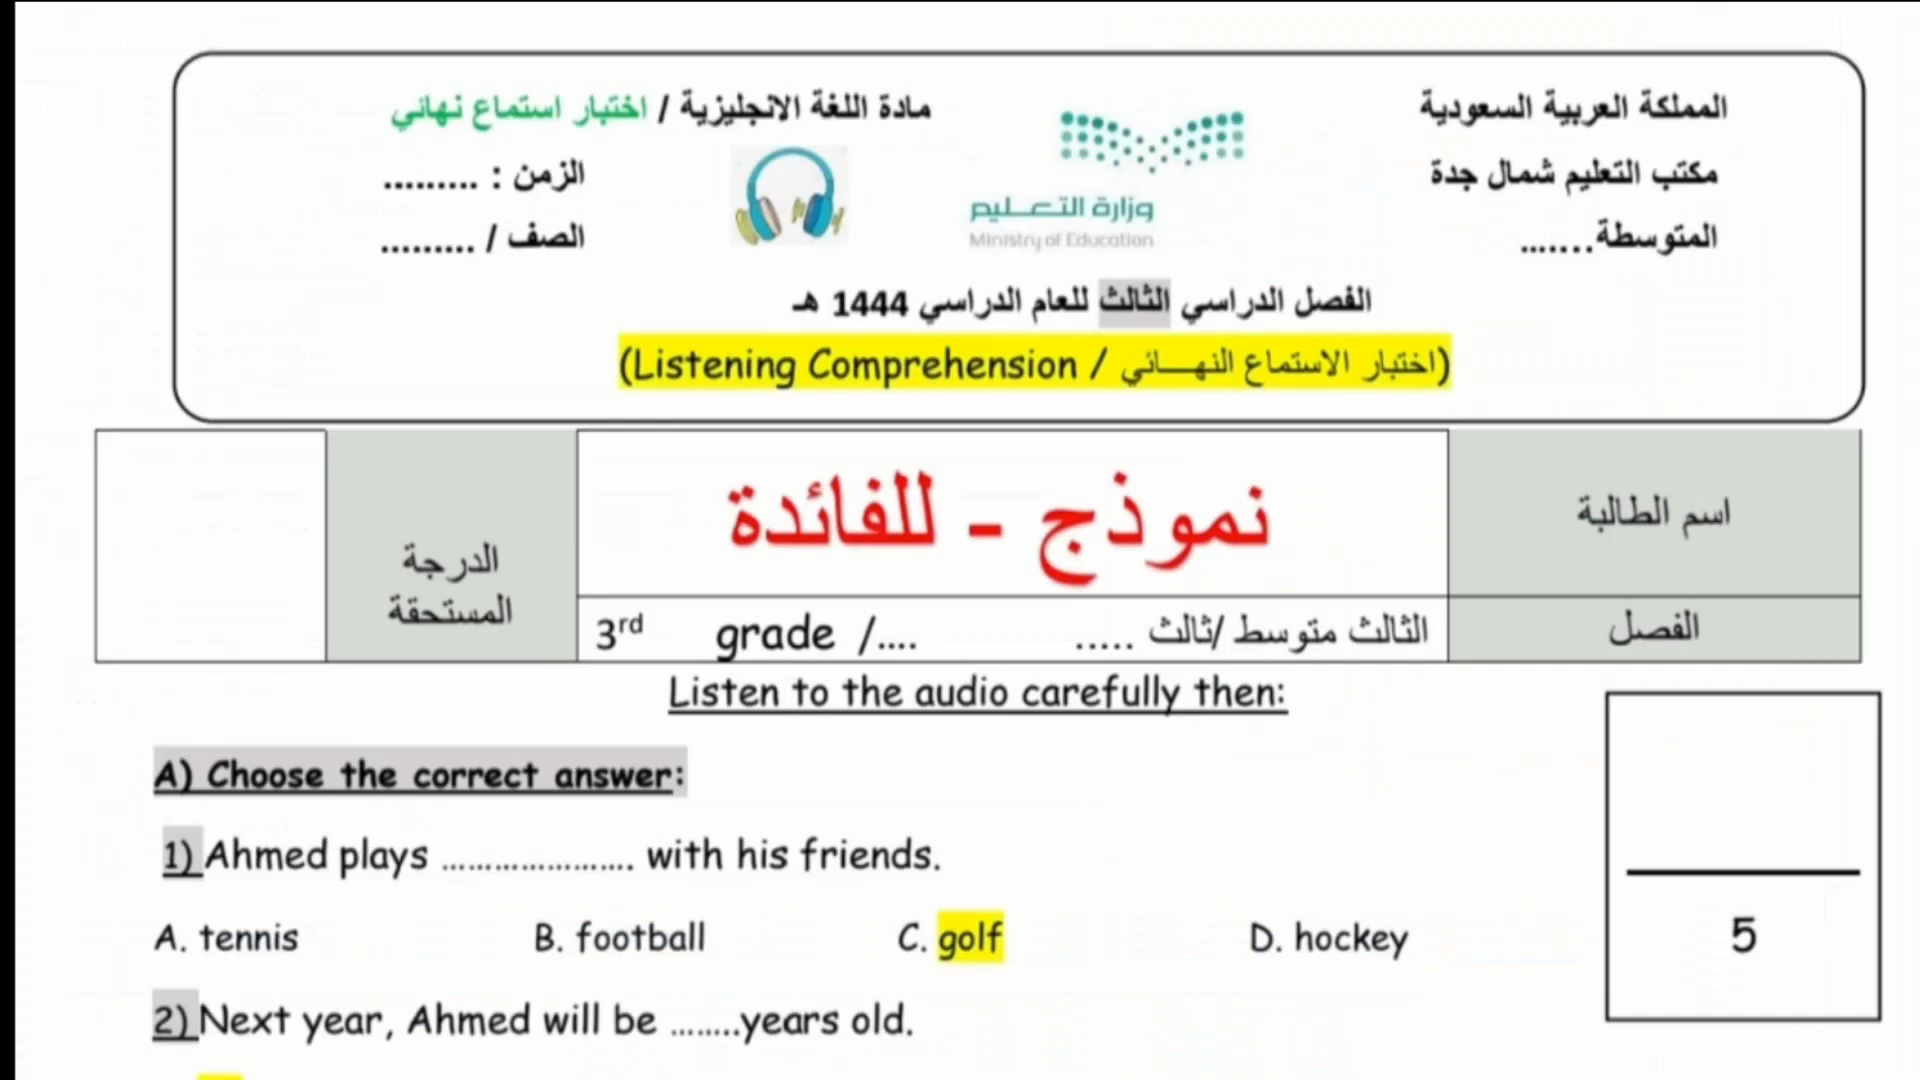 المملكة العربية السعودية
مكتب التعليم شمال جدة
المتوسطة.......
وزارة التعـــليم
Ministry of Education
مادة اللغة الانجليزية / اختبار استماع نهائي
الزمن : .........
الصف / .........
الفصل الدراسي الثالث للعام الدراسي 1444 هـ
(اختبار الاستماع النهـــائي / Listening Comprehension)
اسم الطالبة
نموذج - للفائدة
الدرجة
المستحقة
الفصل
الثالث متوسط /ثالث .....
3rd grade /....
Listen to the audio carefully then:
A) Choose the correct answer:
1) Ahmed plays ...................... with his friends.
A. tennis B. football C. golf D. hockey
5
2) Next year, Ahmed will be ........years old.